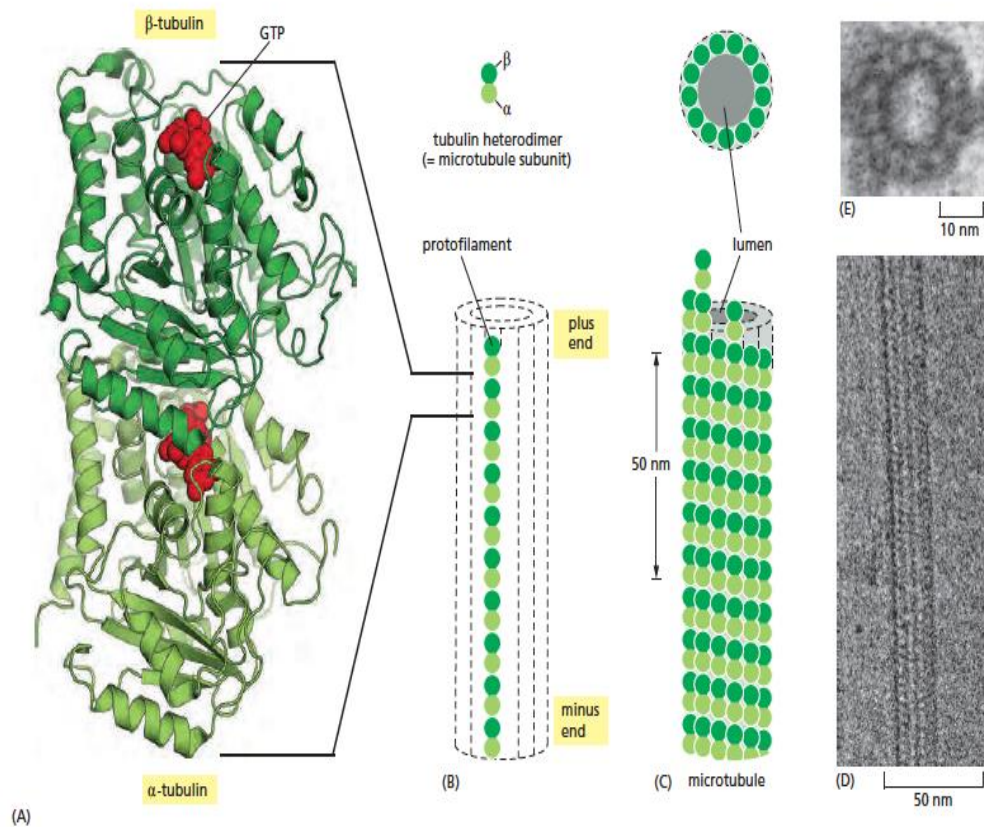 β-tubulin
GTP
α-tubulin
(A)
β
α
tubulin heterodimer
(= microtubule subunit)
protofilament
plus
end
minus
end
(B)
lumen
50 nm
(C)
microtubule
(E)
10 nm
(D)
50 nm